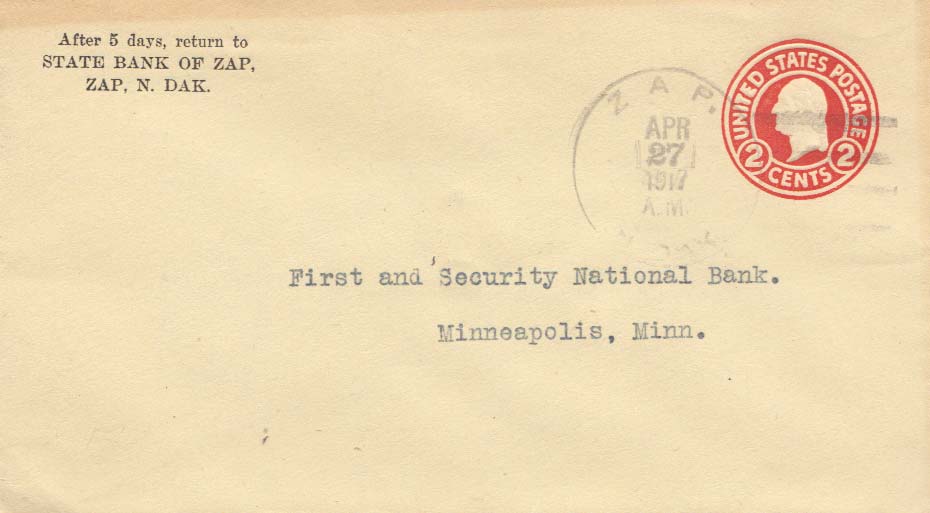 After 5 days, return to
STATE BANK OF ZAP,
ZAP, N. DAK.
ZAP.
APR
27
1917
A.M.
UNITED STATES POSTAGE
2 CENTS 2
First and Security National Bank.
Minneapolis, Minn.